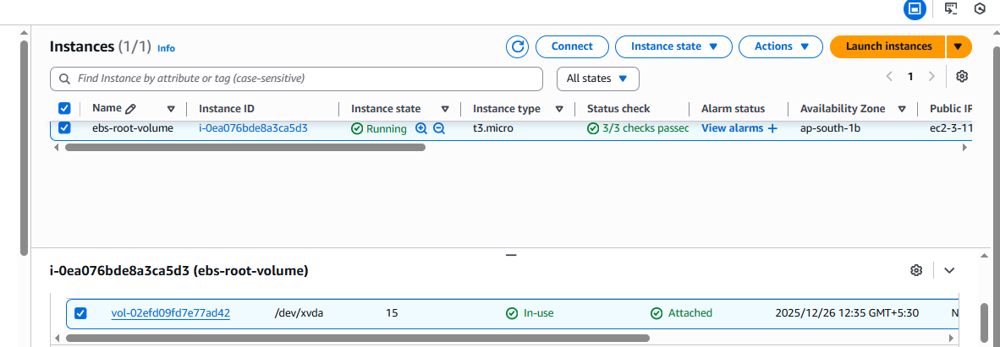 Instances (1/1) Info Connect Instance state Actions Launch instances
Find Instance by attribute or tag (case-sensitive) All states 1
Name Instance ID Instance state Instance type Status check Alarm status Availability Zone Public IP
ebs-root-volume i-0ea076bde8a3ca5d3 Running t3.micro 3/3 checks passec View alarms + ap-south-1b ec2-3-11
i-0ea076bde8a3ca5d3 (ebs-root-volume)
vol-02efd09fd7e77ad42 /dev/xvda 15 In-use Attached 2025/12/26 12:35 GMT+5:30 N